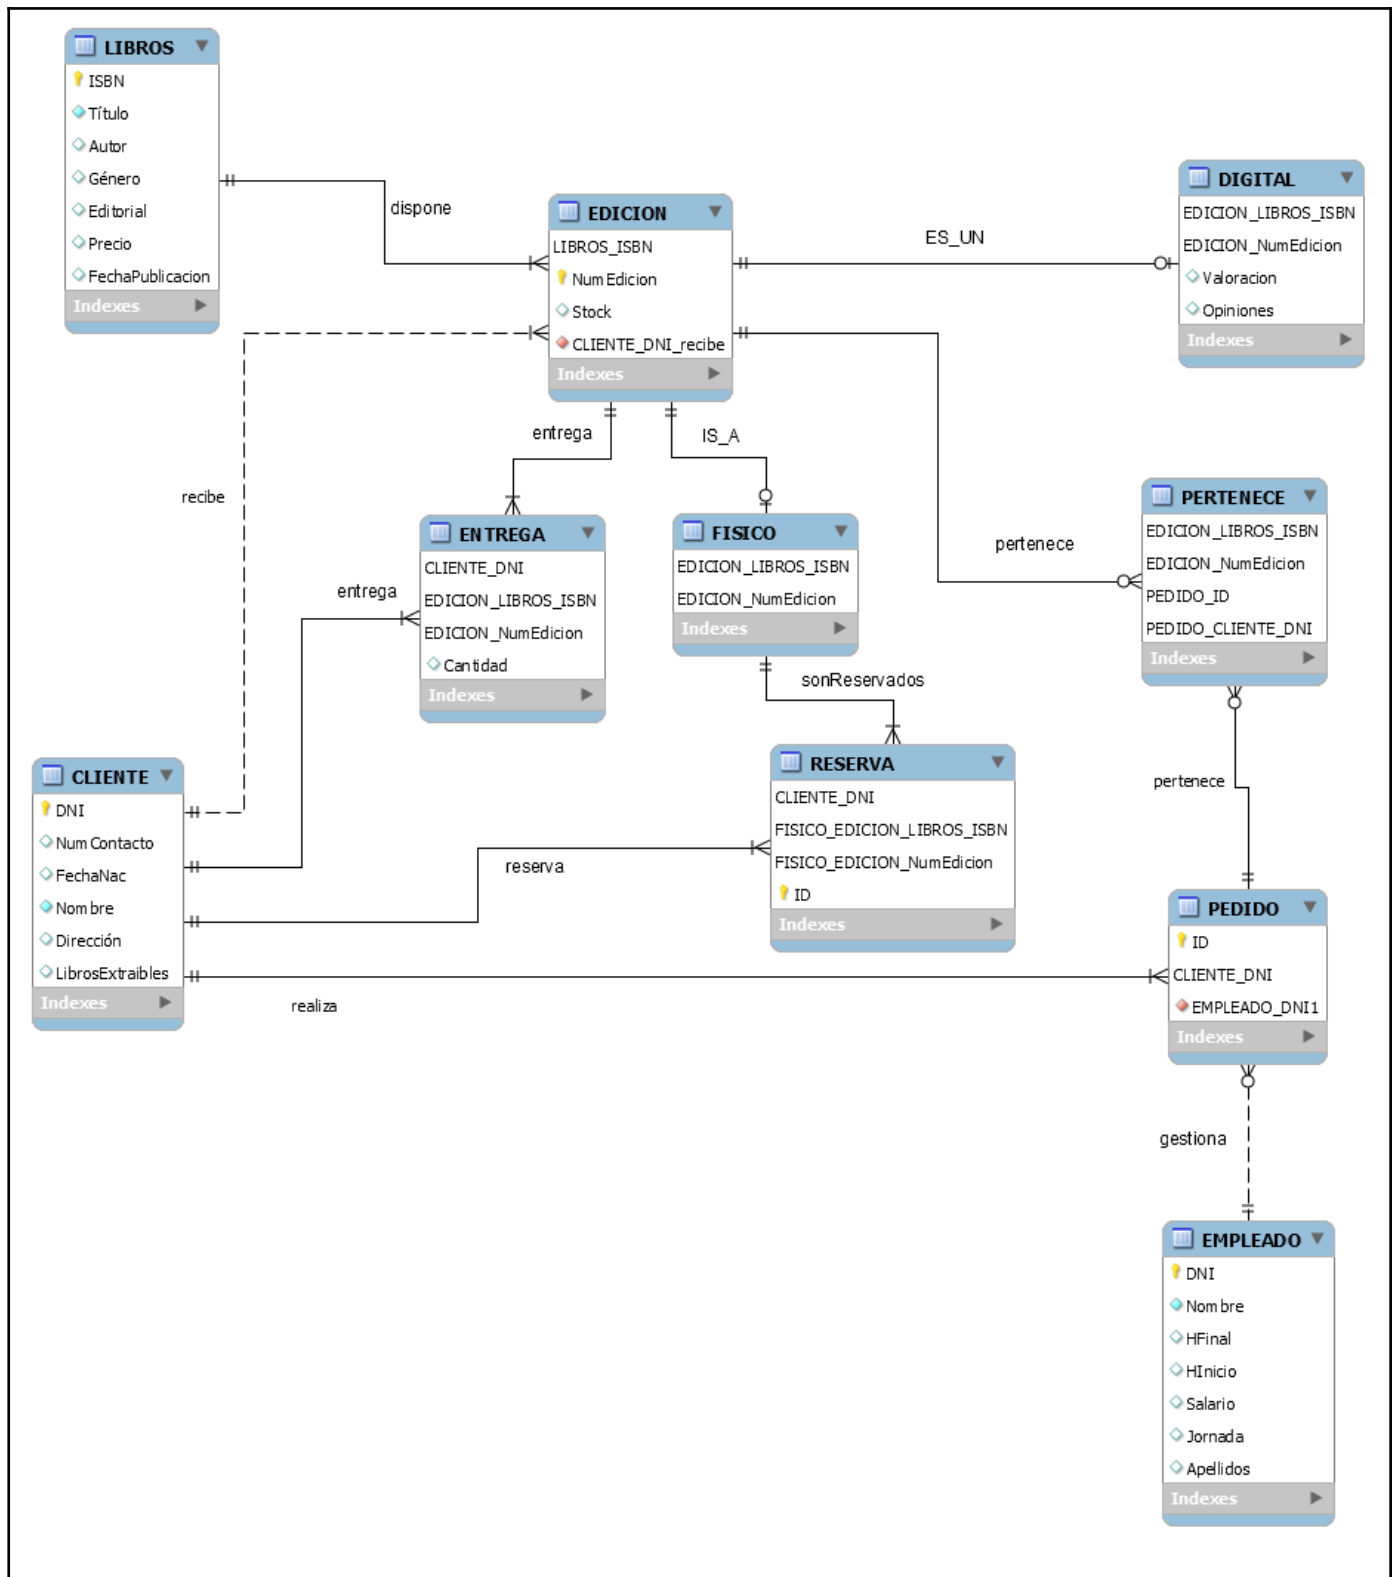 LIBROS
ISBN
Título
Autor
Género
Editorial
Precio
FechaPublicacion
Indexes
dispone
EDICION
LIBROS_ISBN
NumEdicion
Stock
CLIENTE_DNI_recibe
Indexes
ES_UN
DIGITAL
EDICION_LIBROS_ISBN
EDICION_NumEdicion
Valoracion
Opiniones
Indexes
recibe
entrega
IS_A
entrega
ENTREGA
CLIENTE_DNI
EDICION_LIBROS_ISBN
EDICION_NumEdicion
Cantidad
Indexes
FISICO
EDICION_LIBROS_ISBN
EDICION_NumEdicion
Indexes
pertenece
PERTENECE
EDICION_LIBROS_ISBN
EDICION_NumEdicion
PEDIDO_ID
PEDIDO_CLIENTE_DNI
Indexes
sonReservados
CLIENTE
DNI
NumContacto
FechaNac
Nombre
Dirección
LibrosExtraibles
Indexes
reserva
RESERVA
CLIENTE_DNI
FISICO_EDICION_LIBROS_ISBN
FISICO_EDICION_NumEdicion
ID
Indexes
pertenece
realiza
PEDIDO
ID
CLIENTE_DNI
EMPLEADO_DNI1
Indexes
gestiona
EMPLEADO
DNI
Nombre
HFinal
HInicio
Salario
Jornada
Apellidos
Indexes